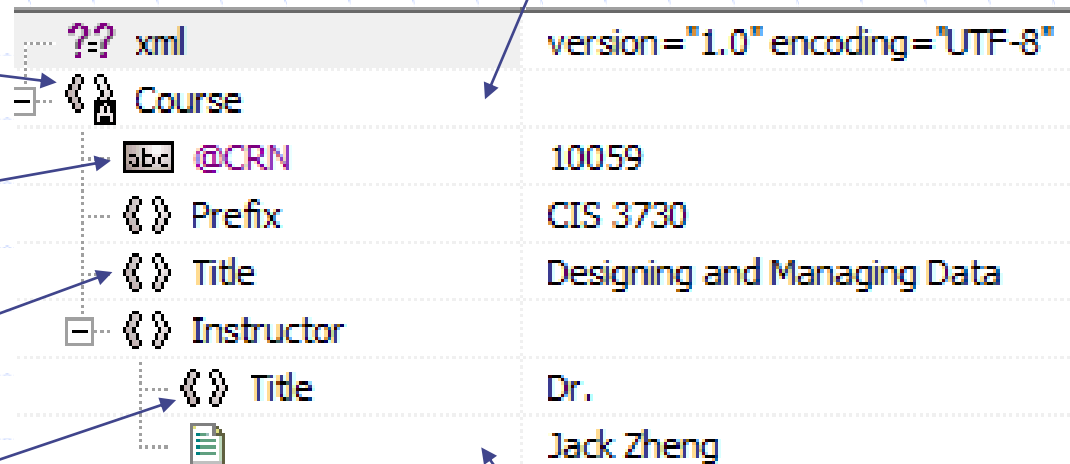 ?=? xml version="1.0" encoding="UTF-8"
Course
abc @CRN 10059
Prefix CIS 3730
Title Designing and Managing Data
Instructor
Title Dr.
Jack Zheng